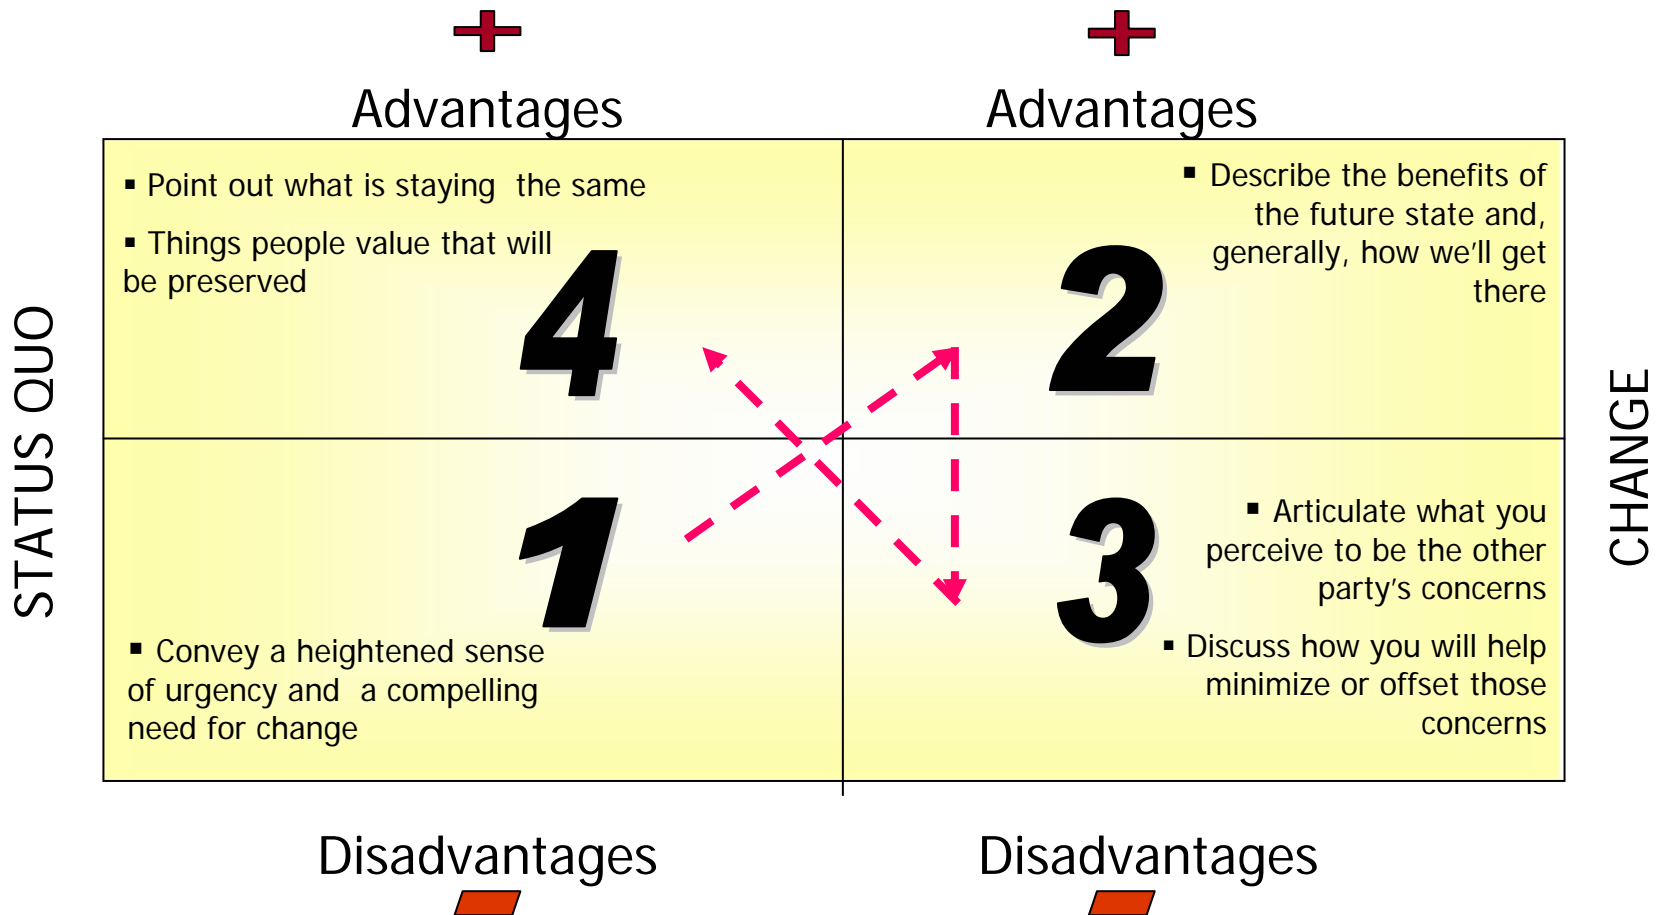 Advantages
Advantages
STATUS QUO
▪ Point out what is staying  the same
▪ Things people value that will
be preserved
4
▪ Describe the benefits of
the future state and,
generally, how we'll get
there
2
CHANGE
1
▪ Convey a heightened sense
of urgency and  a compelling
need for change
3
▪ Articulate what you
perceive to be the other
party's concerns
▪ Discuss how you will help
minimize or offset those
concerns
Disadvantages
Disadvantages